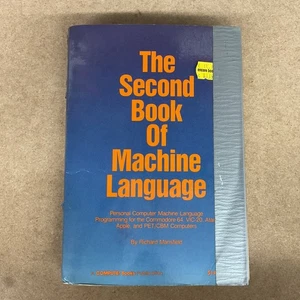 The
Second
Book
Of
Machine
Language
Personal Computer Machine Language
Programming for the Commodore 64, VIC-20, Atari,
Apple, and PET/CBM Computers
By Richard Mansfield